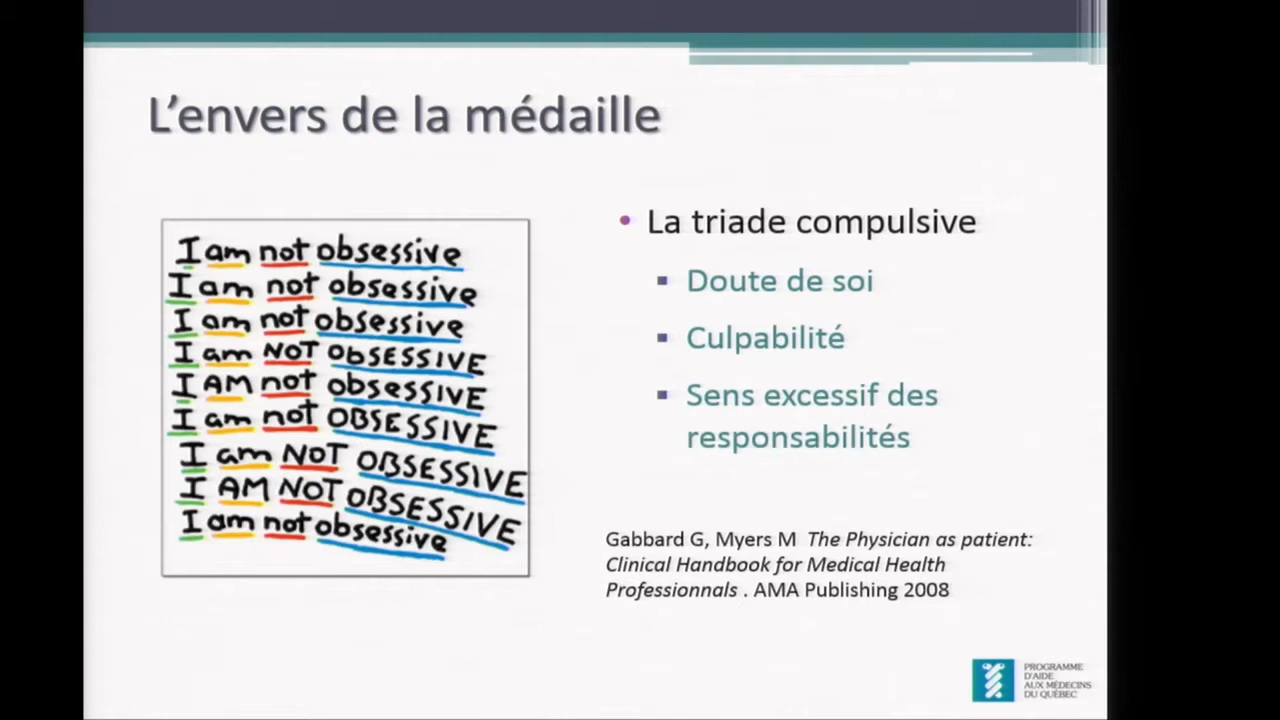 L'envers de la médaille
I am not obsessive
I am not obsessive
I am not obsessive
I am NOT OBSESSIVE
I AM not obsessivE
I am not OBSESSIVE
I am NOT OBSESSIVE
I AM NOT OBSESSIVE
I am not obsessive
• La triade compulsive
▪ Doute de soi
▪ Culpabilité
▪ Sens excessif des
responsabilités
Gabbard G, Myers M The Physician as patient:
Clinical Handbook for Medical Health
Professionnals . AMA Publishing 2008
PROGRAMME
D'AIDE
AUX MÉDECINS
DU QUÉBEC